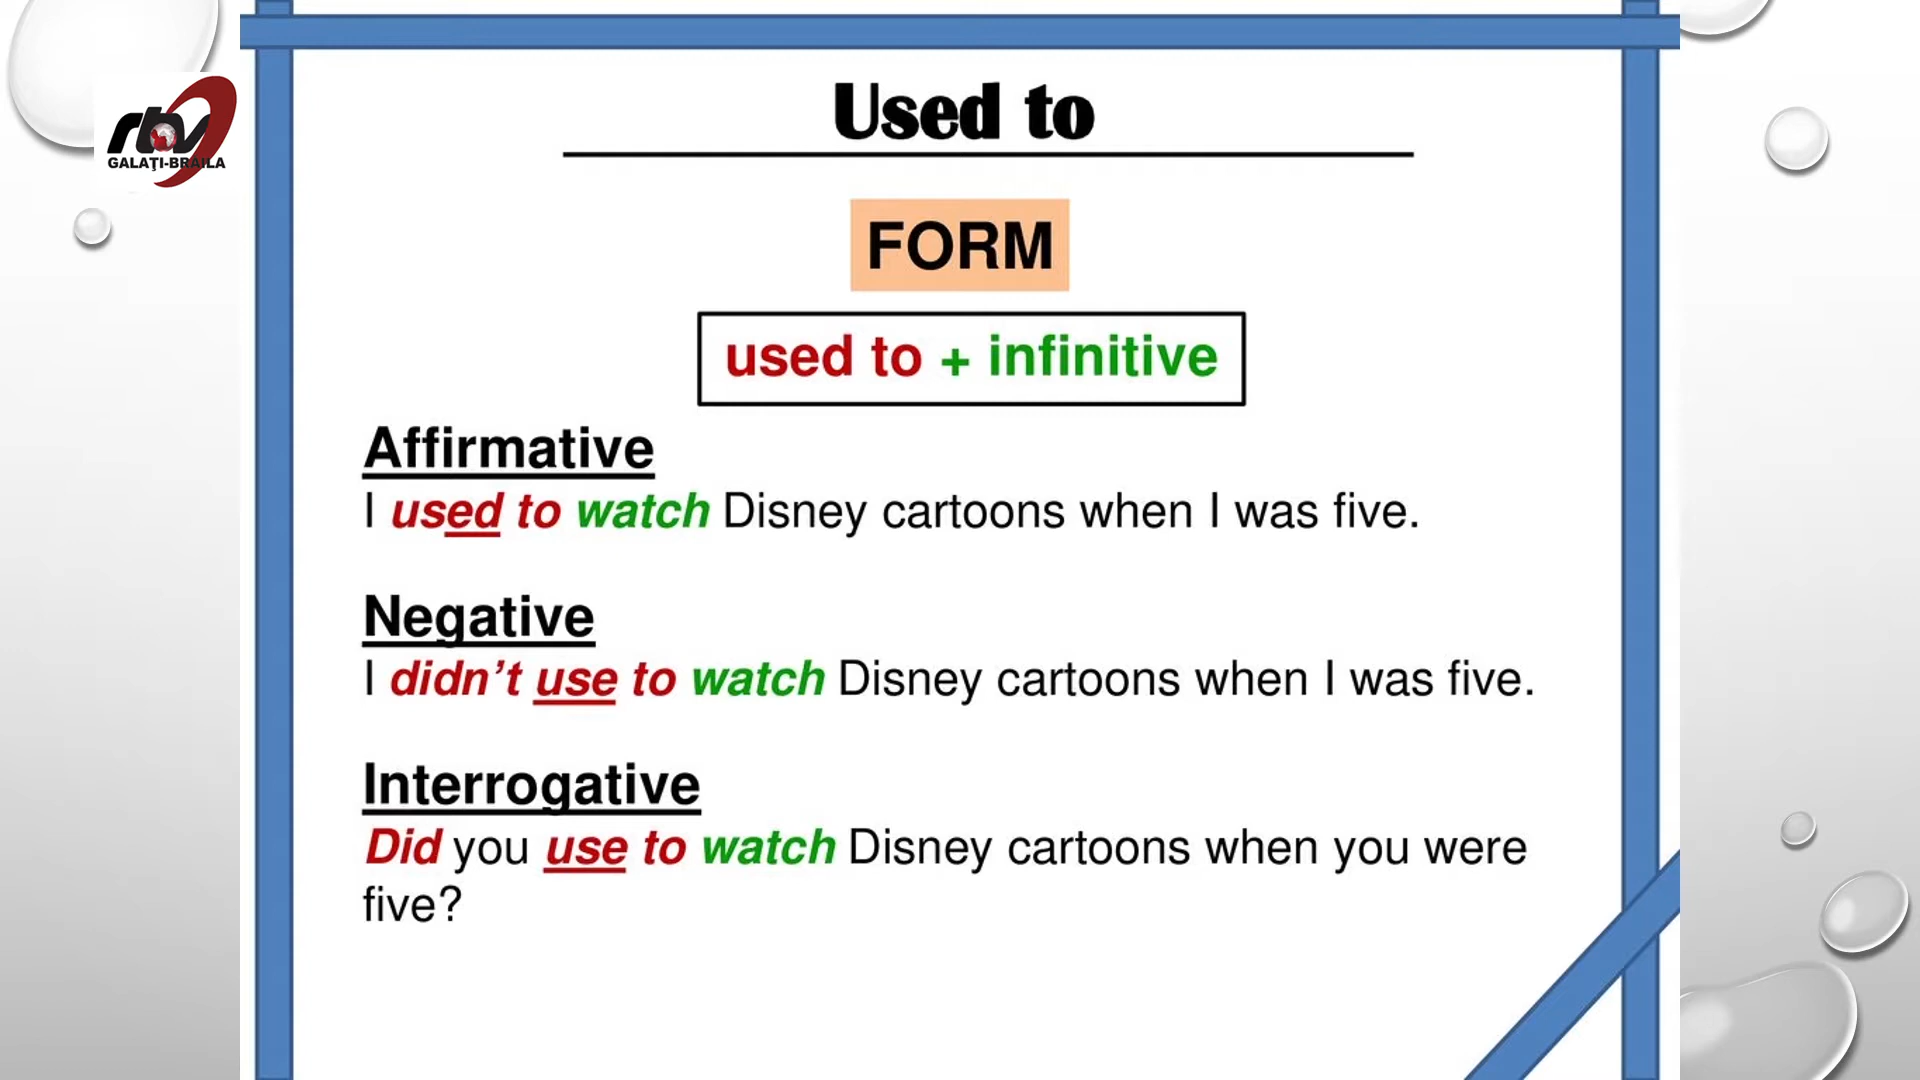 rtv
GALAŢI-BRAILA
Used to
FORM
used to + infinitive
Affirmative
I used to watch Disney cartoons when I was five.
Negative
I didn’t use to watch Disney cartoons when I was five.
Interrogative
Did you use to watch Disney cartoons when you were
five?